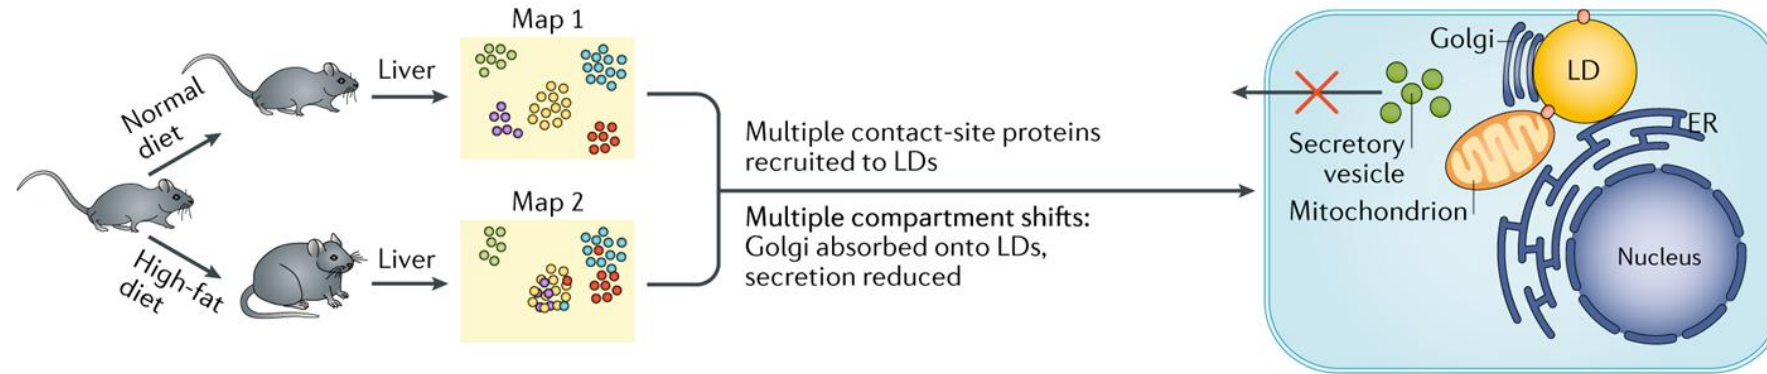 Normal
diet
High-fat
diet
Liver
Map 1
Liver
Map 2
Multiple contact-site proteins
recruited to LDs
Multiple compartment shifts:
Golgi absorbed onto LDs,
secretion reduced
Golgi
LD
ER
Secretory
vesicle
Mitochondrion
Nucleus